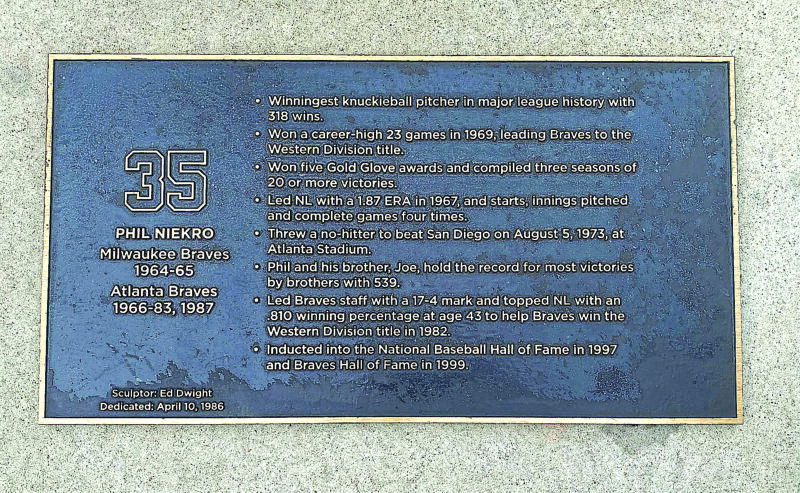 35
PHIL NIEKRO
Milwaukee Braves
1964-65
Atlanta Braves
1966-83, 1987
Sculptor: Ed Dwight
Dedicated: April 10, 1986
• Winningest knuckleball pitcher in major league history with
318 wins.
• Won a career-high 23 games in 1969, leading Braves to the
Western Division title.
• Won five Gold Glove awards and compiled three seasons of
20 or more victories.
• Led NL with a 1.87 ERA in 1967, and starts, innings pitched
and complete games four times.
• Threw a no-hitter to beat San Diego on August 5, 1973, at
Atlanta Stadium.
• Phil and his brother, Joe, hold the record for most victories
by brothers with 539.
• Led Braves staff with a 17-4 mark and topped NL with an
.810 winning percentage at age 43 to help Braves win the
Western Division title in 1982.
• Inducted into the National Baseball Hall of Fame in 1997
and Braves Hall of Fame in 1999.